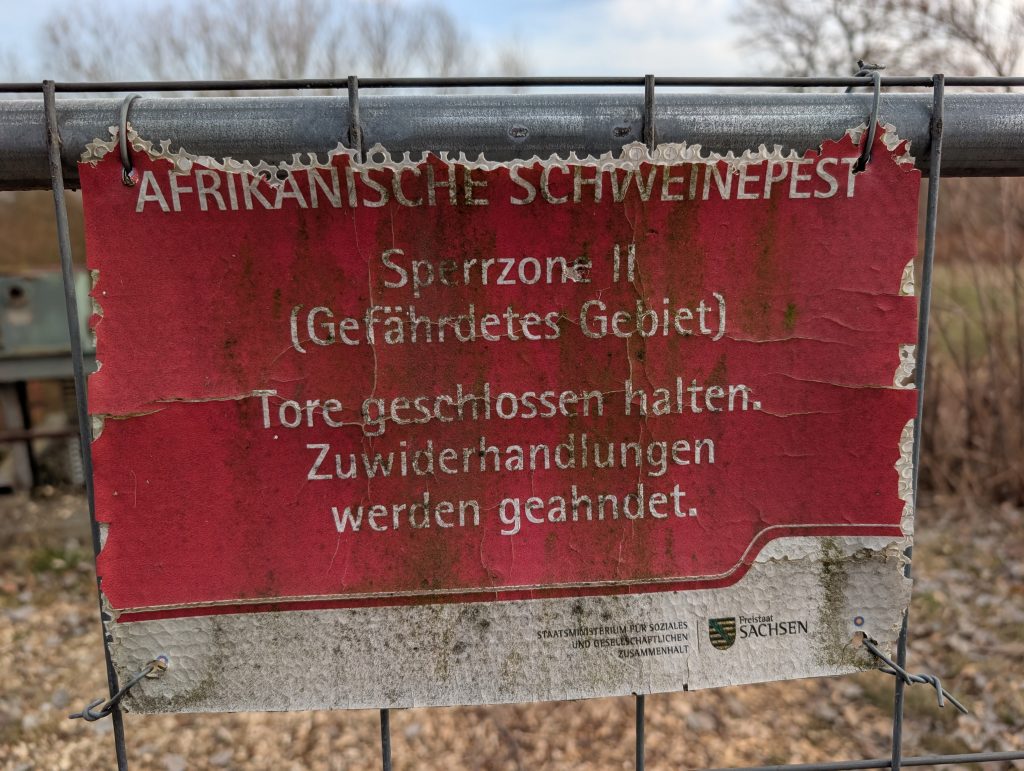 AFRIKANISCHE SCHWEINEPEST
Sperrzone II
(Gefährdetes Gebiet)
Tore geschlossen halten.
Zuwiderhandlungen
werden geahndet.
STAATSMINISTERIUM FÜR SOZIALES
UND GESELLSCHAFTLICHEN
ZUSAMMENHALT
Freistaat
SACHSEN